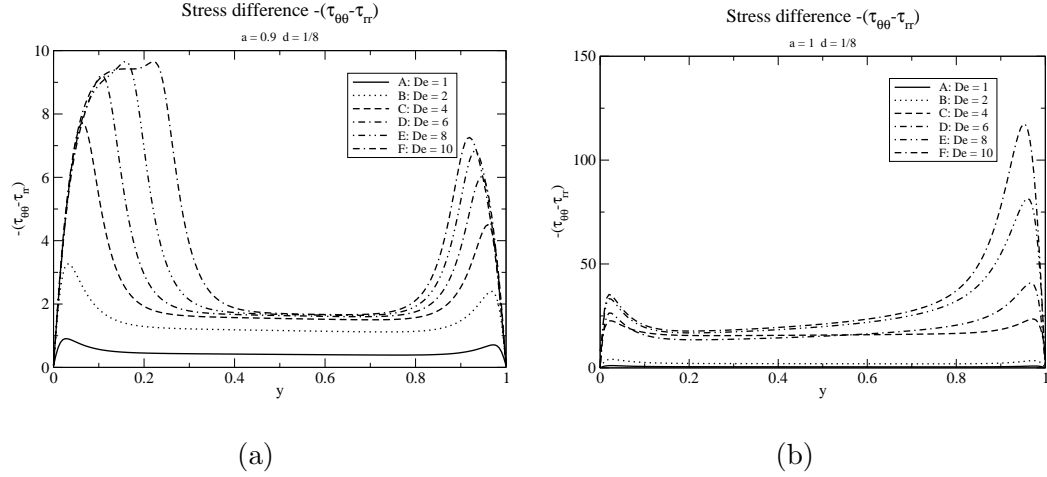 Stress difference -(τθθ-τrr)
a = 0.9 d = 1/8
10
8
6
4
2
0
-(τθθ-τrr)
A: De = 1
B: De = 2
C: De = 4
D: De = 6
E: De = 8
F: De = 10
0
0.2
0.4
0.6
0.8
1
y
(a)
Stress difference -(τθθ-τrr)
a = 1 d = 1/8
150
100
50
0
-(τθθ-τrr)
A: De = 1
B: De = 2
C: De = 4
D: De = 6
E: De = 8
F: De = 10
0
0.2
0.4
0.6
0.8
1
y
(b)